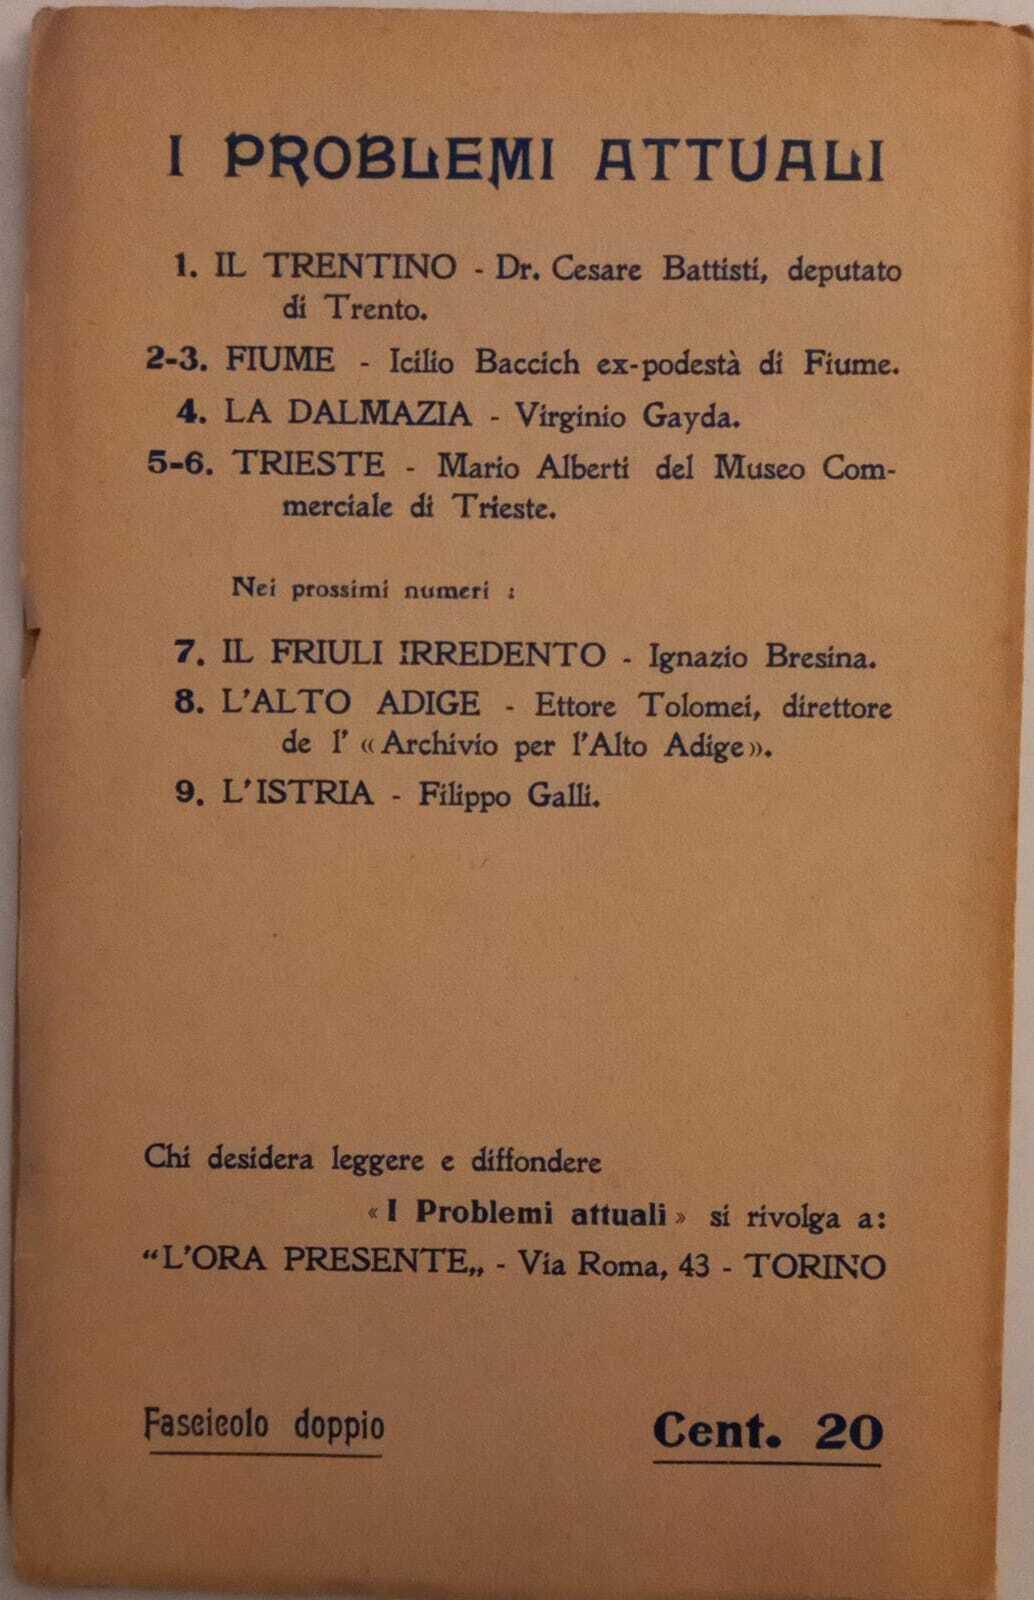 I PROBLEMI ATTUALI
1. IL TRENTINO - Dr. Cesare Battisti, deputato
di Trento.
2-3. FIUME - Icilio Baccich ex-podestà di Fiume.
4. LA DALMAZIA - Virginio Gayda.
5-6. TRIESTE - Mario Alberti del Museo Com-
merciale di Trieste.
Nei prossimi numeri :
7. IL FRIULI IRREDENTO - Ignazio Bresina.
8. L'ALTO ADIGE - Ettore Tolomei, direttore
de l' «Archivio per l'Alto Adige».
9. L'ISTRIA - Filippo Galli.
Chi desidera leggere e diffondere
«I Problemi attuali» si rivolga a:
“L'ORA PRESENTE„ - Via Roma, 43 - TORINO
Fascicolo doppio
Cent. 20